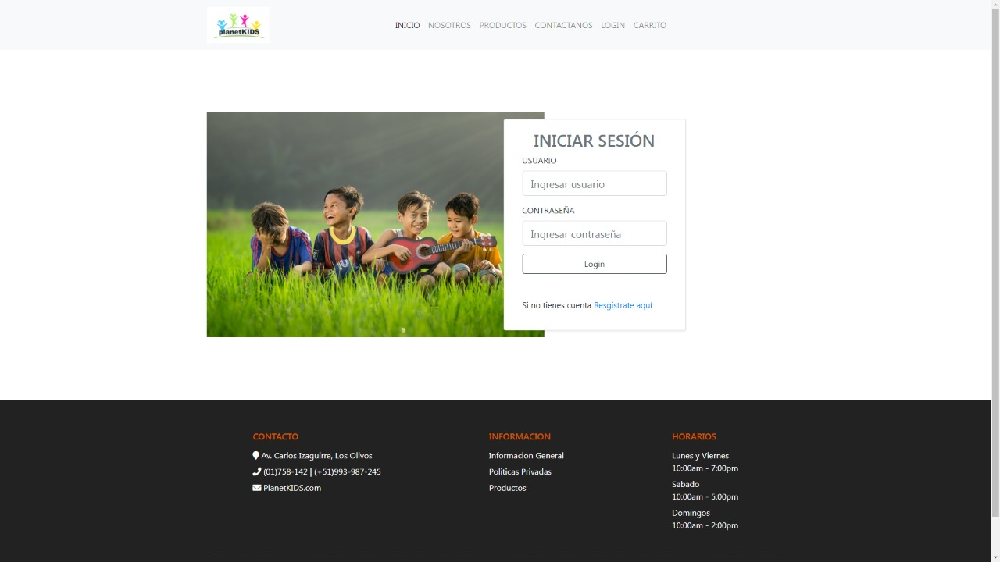 planetKIDS
INICIO NOSOTROS PRODUCTOS CONTACTANOS LOGIN CARRITO
INICIAR SESIÓN
USUARIO
Ingresar usuario
CONTRASEÑA
Ingresar contraseña
Login
Si no tienes cuenta Resgistrate aquí
CONTACTO
Av. Carlos Izaguirre, Los Olivos
(01)758-142 | (+51)993-987-245
PlanetKIDS.com
INFORMACION
Informacion General
Politicas Privadas
Productos
HORARIOS
Lunes y Viernes
10:00am - 7:00pm
Sabado
10:00am - 5:00pm
Domingos
10:00am - 2:00pm